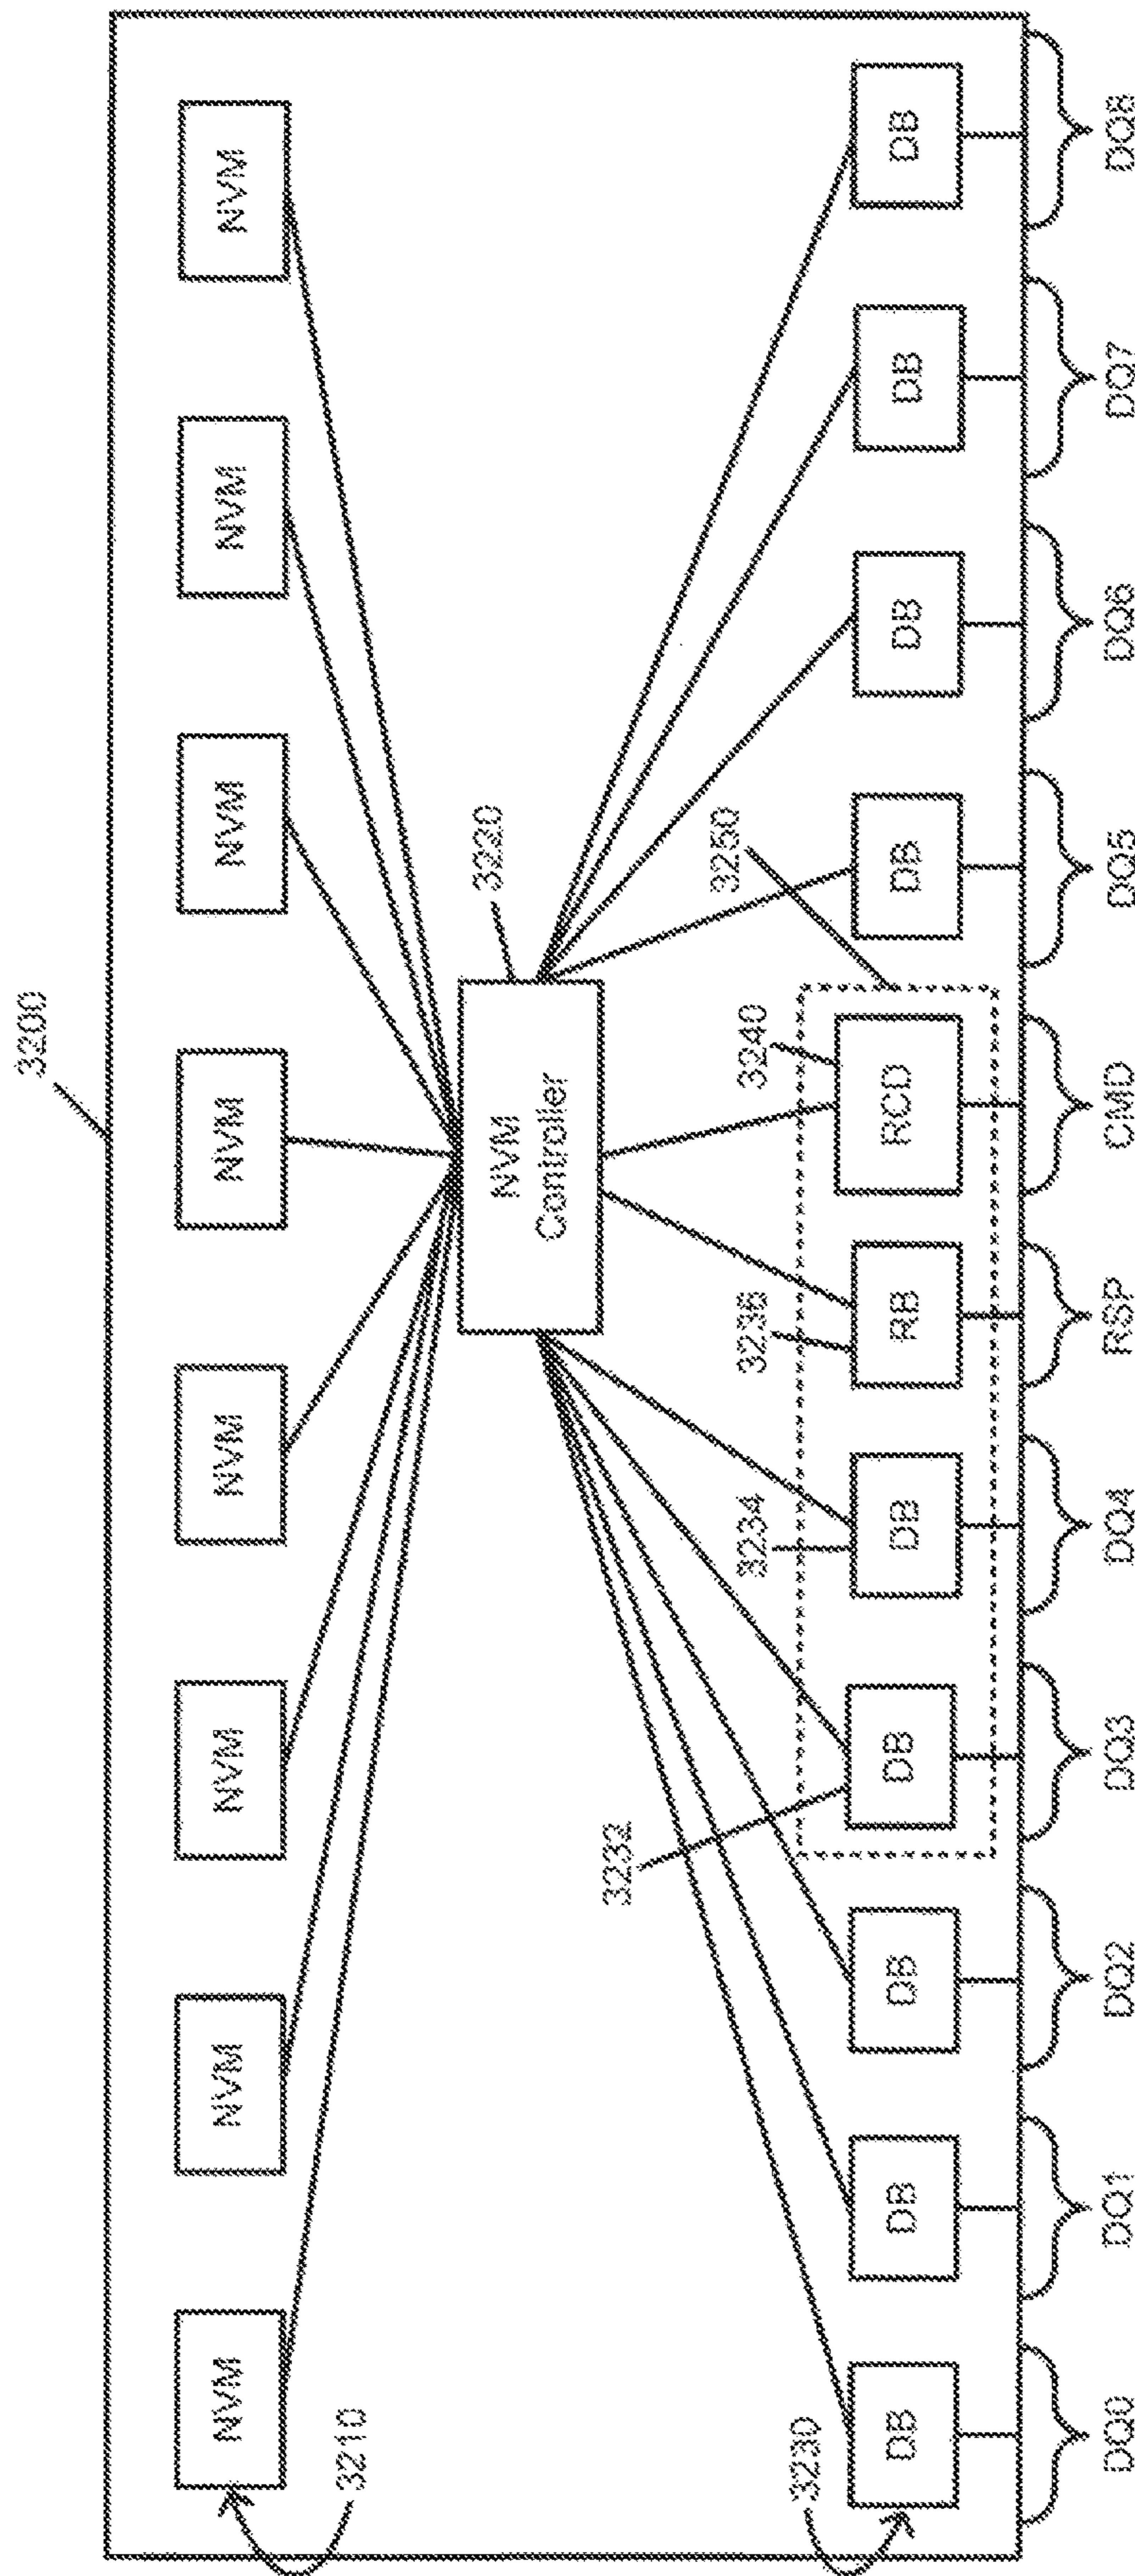 3200
NVM
NVM
NVM
NVM
NVM
NVM
NVM
NVM
3210
NVM
Controller
3220
3250
3232
3234
3236
3240
3230
DB
DB
DB
DB
DB
RB
RCD
DB
DB
DB
DB
DQ0
DQ1
DQ2
DQ3
DQ4
RSP
CMD
DQ5
DQ6
DQ7
DQ8